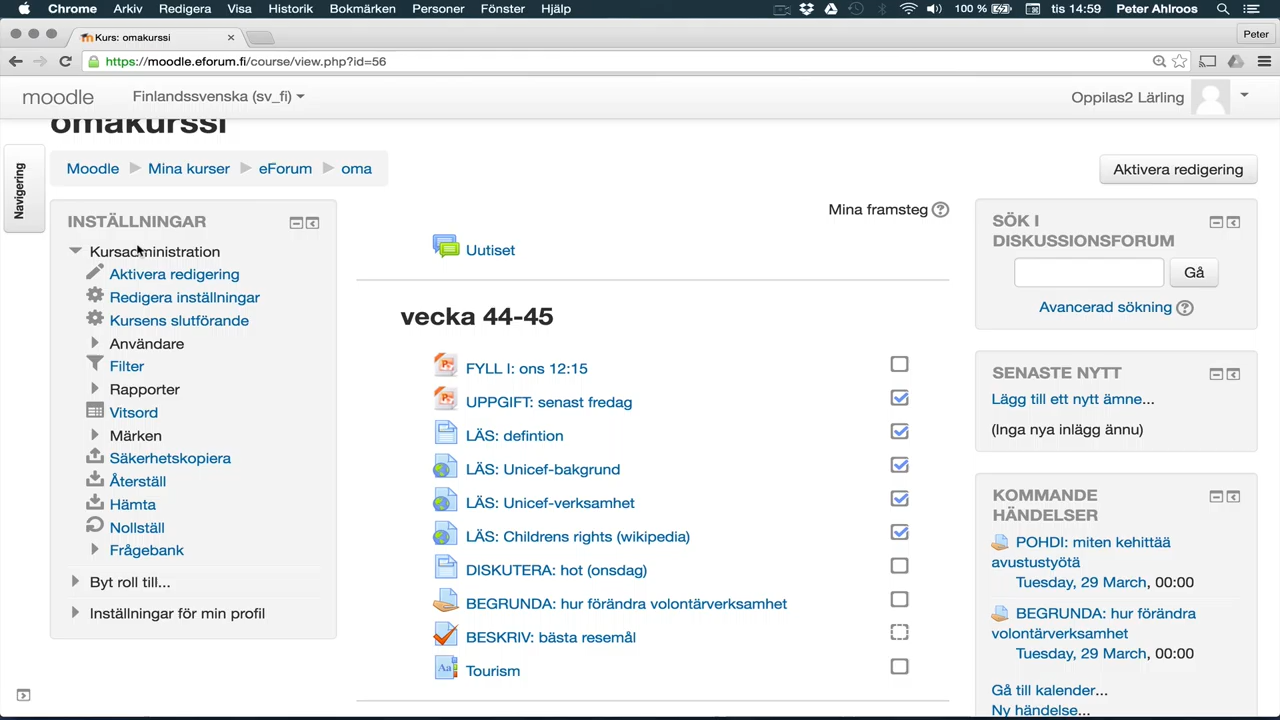 Chrome Arkiv Redigera Visa Historik Bokmärken Personer Fönster Hjälp 100 % tis 14:59 Peter Ahlroos
Kurs: omakurssi
Peter
https://moodle.eforum.fi/course/view.php?id=56
moodle Finlandssvenska (sv_fi) Oppilas2 Lärling
omakurssi
Navigering
Moodle Mina kurser eForum oma
Aktivera redigering
INSTÄLLNINGAR
Kursadministration
Aktivera redigering
Redigera inställningar
Kursens slutförande
Användare
Filter
Rapporter
Vitsord
Märken
Säkerhetskopiera
Återställ
Hämta
Nollställ
Frågebank
Byt roll till...
Inställningar för min profil
Mina framsteg
Uutiset
vecka 44-45
FYLL I: ons 12:15
UPPGIFT: senast fredag
LÄS: defintion
LÄS: Unicef-bakgrund
LÄS: Unicef-verksamhet
LÄS: Childrens rights (wikipedia)
DISKUTERA: hot (onsdag)
BEGRUNDA: hur förändra volontärverksamhet
BESKRIV: bästa resemål
Tourism
SÖK I
DISKUSSIONSFORUM
Gå
Avancerad sökning
SENASTE NYTT
Lägg till ett nytt ämne...
(Inga nya inlägg ännu)
KOMMANDE
HÄNDELSER
POHDI: miten kehittää
avustustyötä
Tuesday, 29 March, 00:00
BEGRUNDA: hur förändra
volontärverksamhet
Tuesday, 29 March, 00:00
Gå till kalender...
Ny händelse...